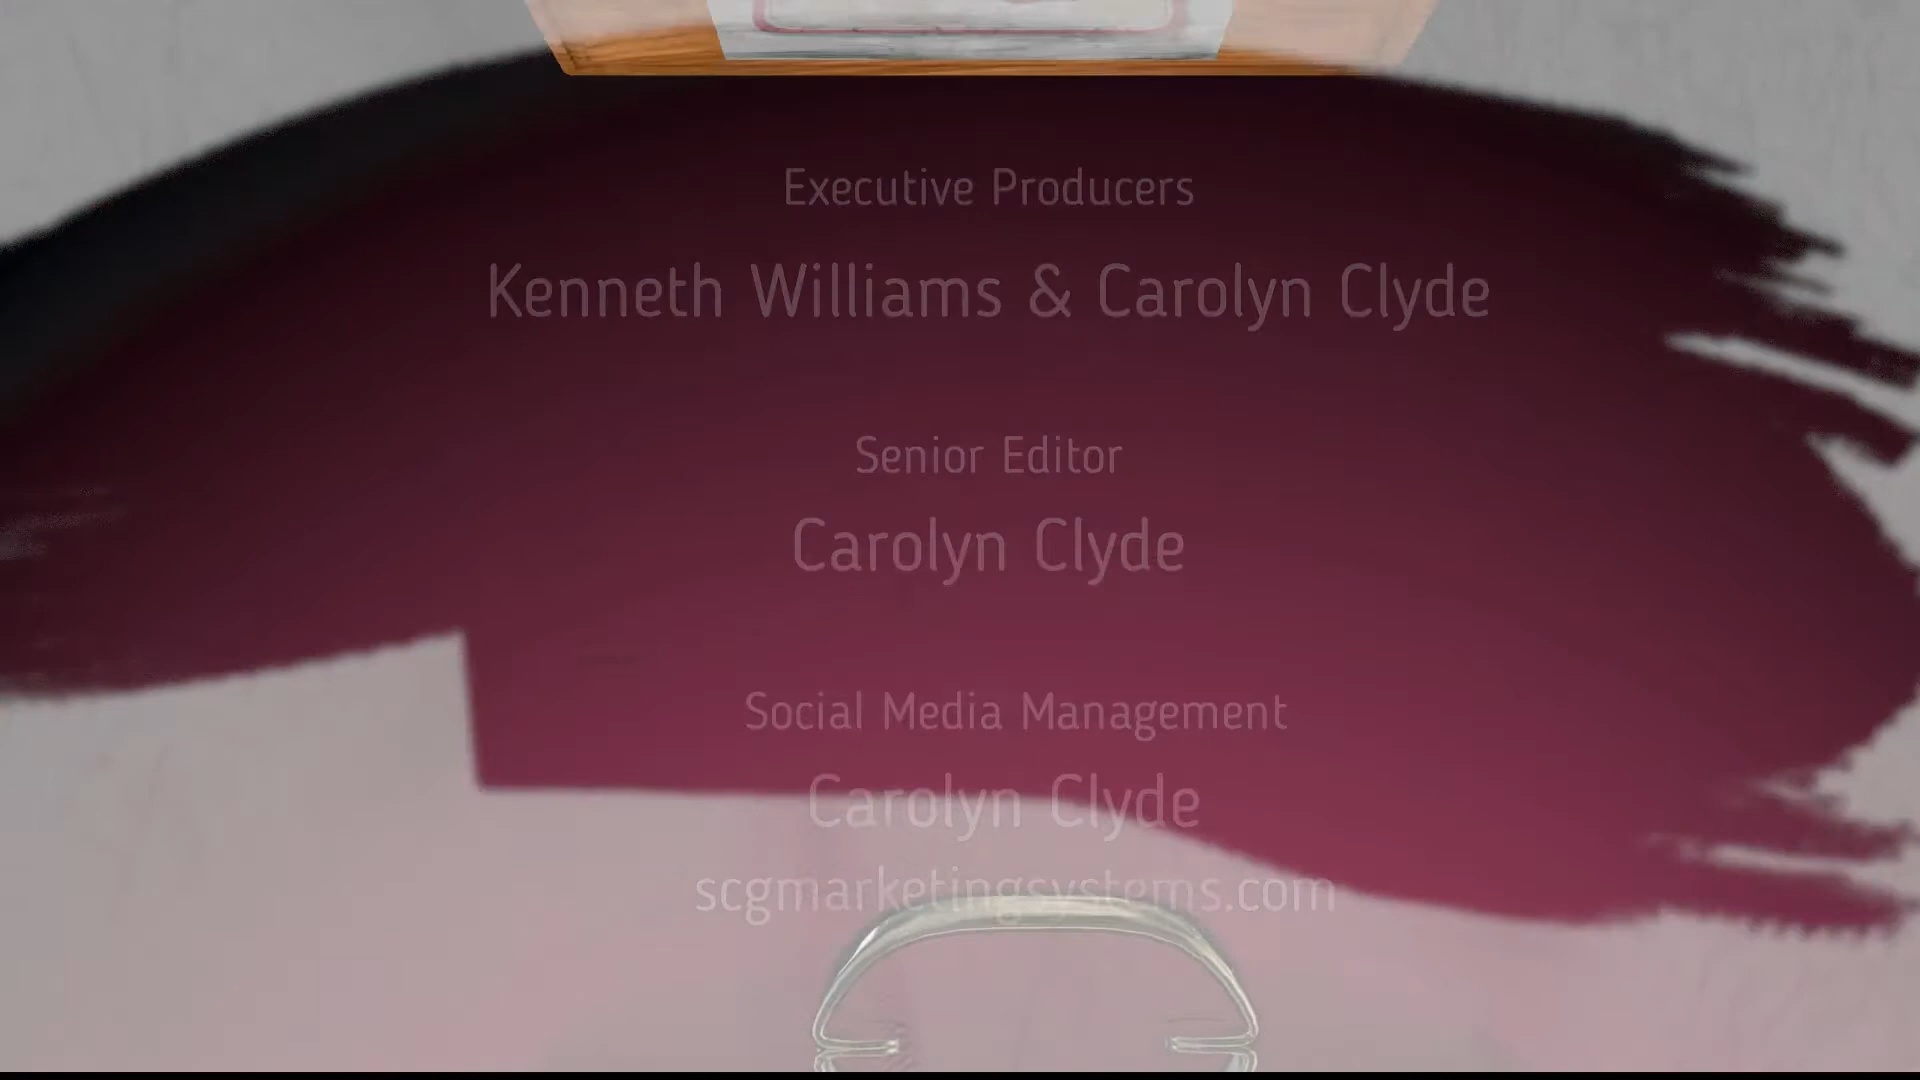 Executive Producers
Kenneth Williams & Carolyn Clyde
Senior Editor
Carolyn Clyde
Social Media Management
Carolyn Clyde
scgmarketingsystems.com